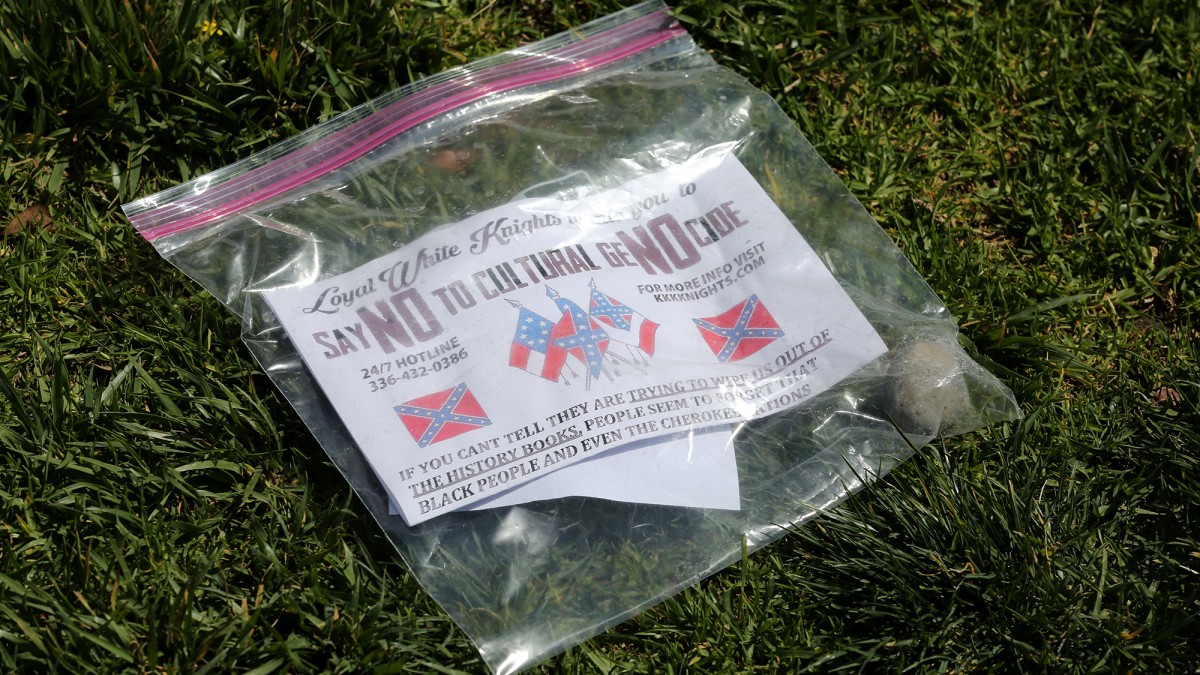 Loyal White Knights you to
SAY NO TO CULTURAL GENOCIDE
24/7 HOTLINE
336-432-0386
FOR MORE INFO VISIT
KKKKNIGHTS.COM
IF YOU CANT TELL THEY ARE TRYING TO WIPE US OUT OF
THE HISTORY BOOKS, PEOPLE SEEM TO FORGET THAT
BLACK PEOPLE AND EVEN THE CHEROKEE NATIONS